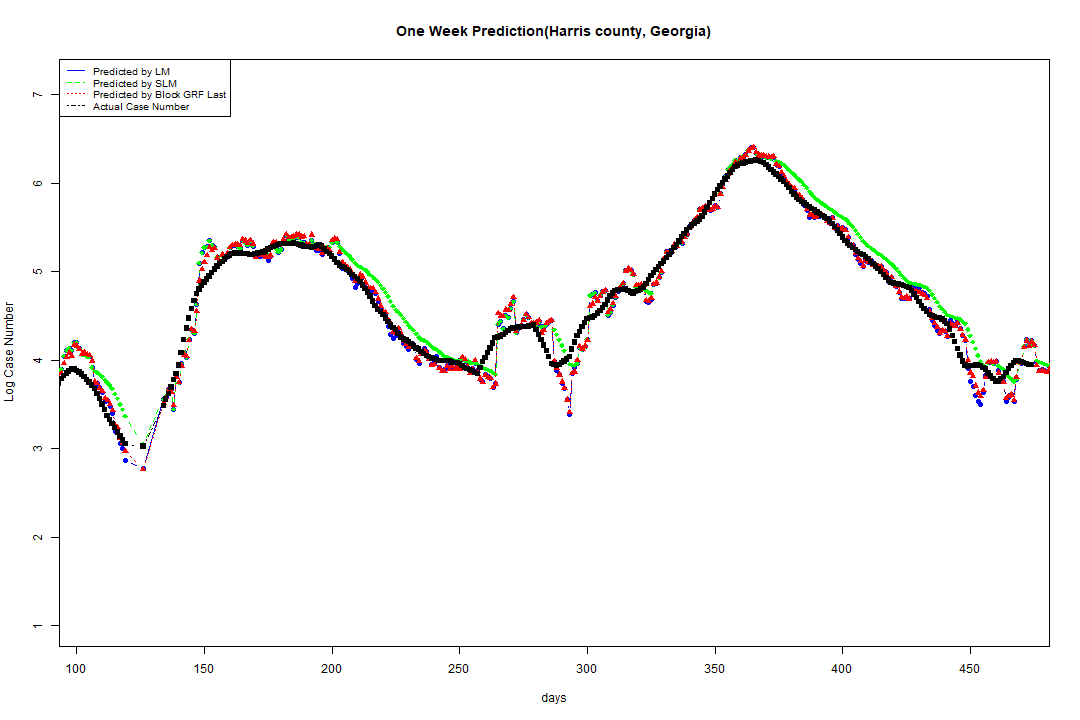 One Week Prediction(Harris county, Georgia)
Predicted by LM
Predicted by SLM
Predicted by Block GRF Last
Actual Case Number
Log Case Number
7
6
5
4
3
2
1
100 150 200 250 300 350 400 450
days